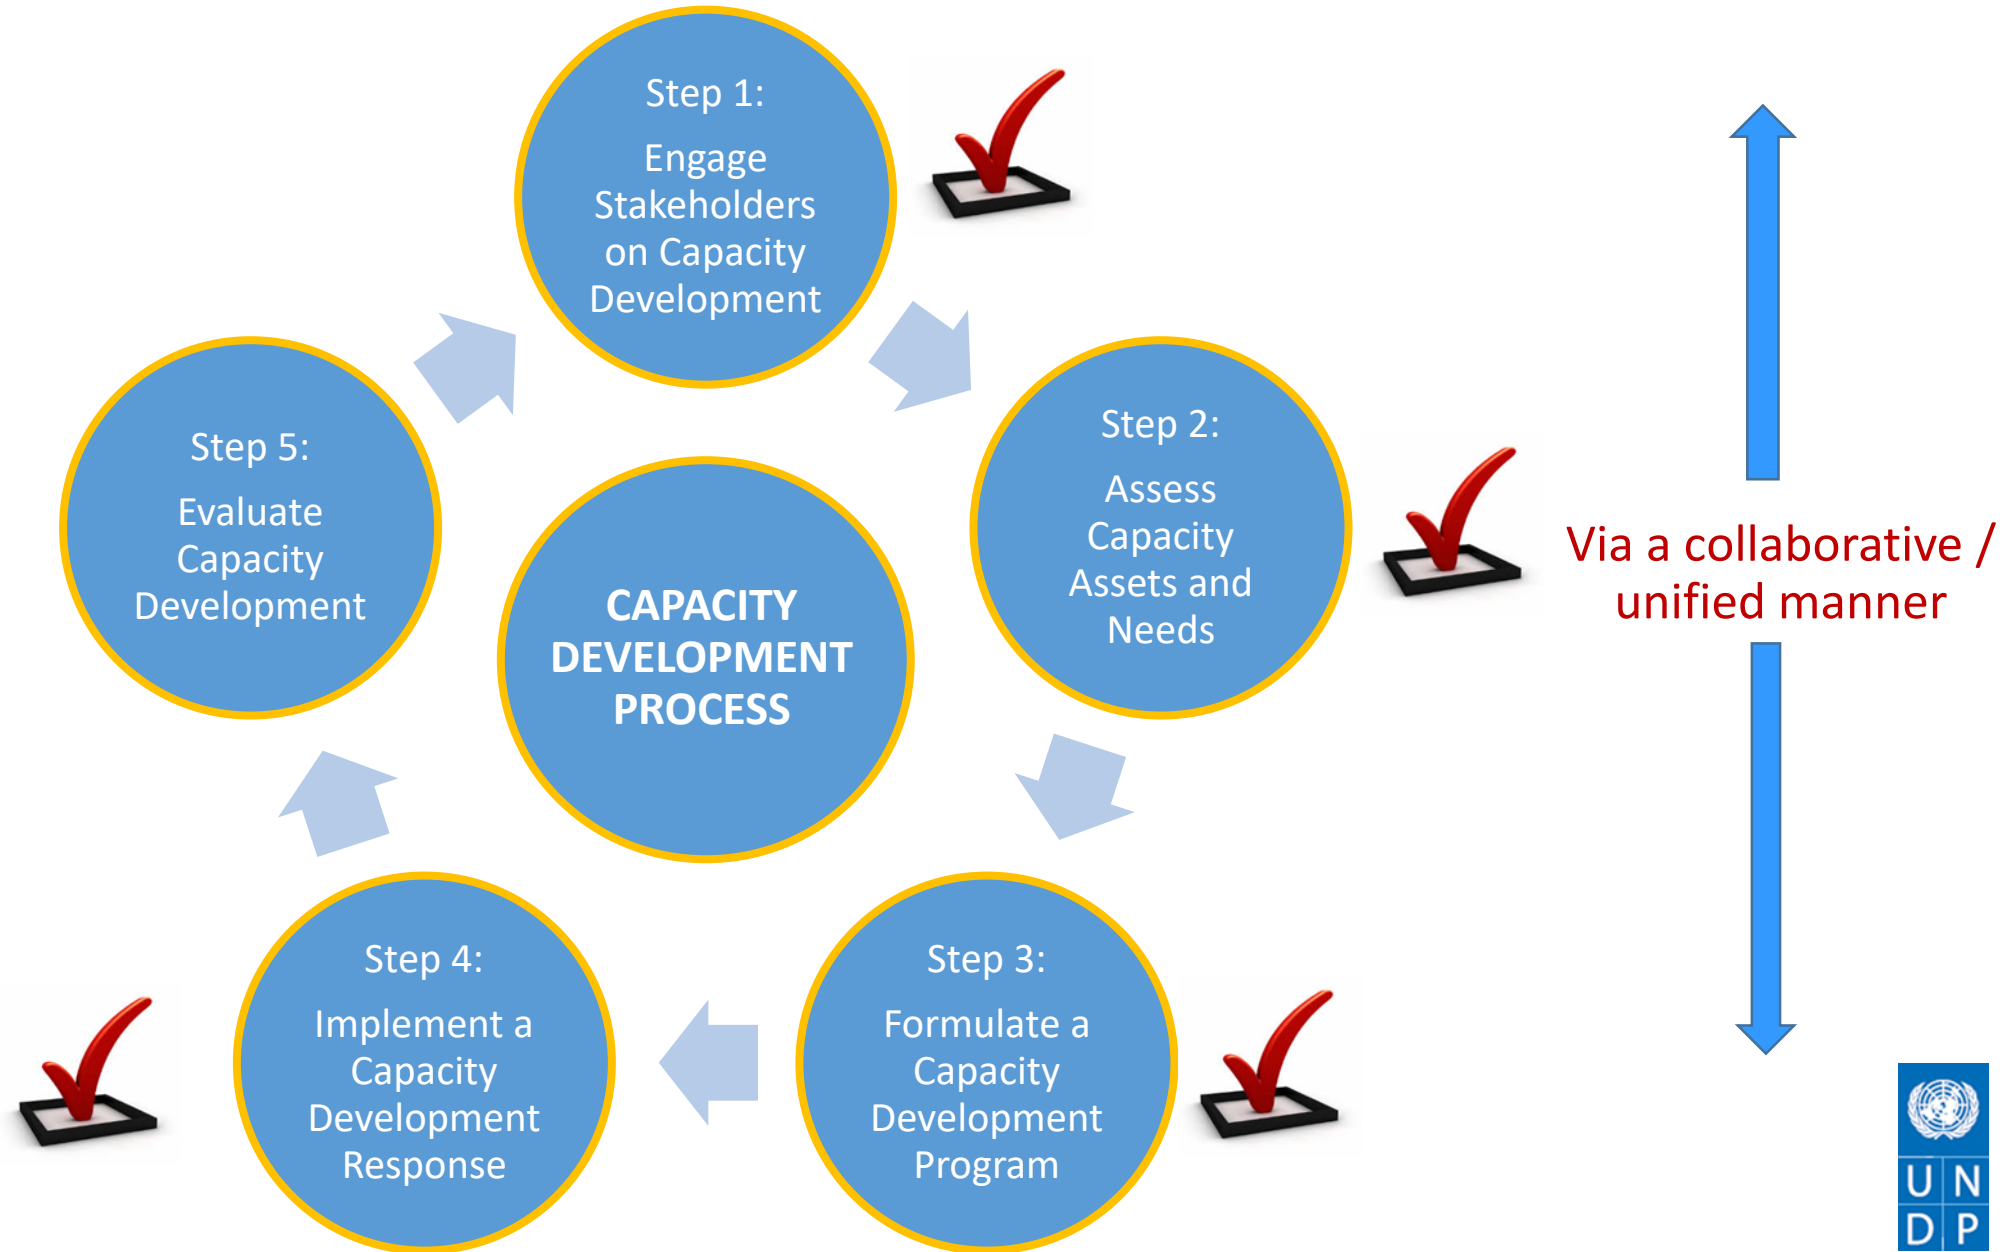 Step 1:
Engage
Stakeholders
on Capacity
Development
Step 2:
Assess
Capacity
Assets and
Needs
Step 3:
Formulate a
Capacity
Development
Program
Step 4:
Implement a
Capacity
Development
Response
Step 5:
Evaluate
Capacity
Development
CAPACITY
DEVELOPMENT
PROCESS
Via a collaborative /
unified manner
U N
D P